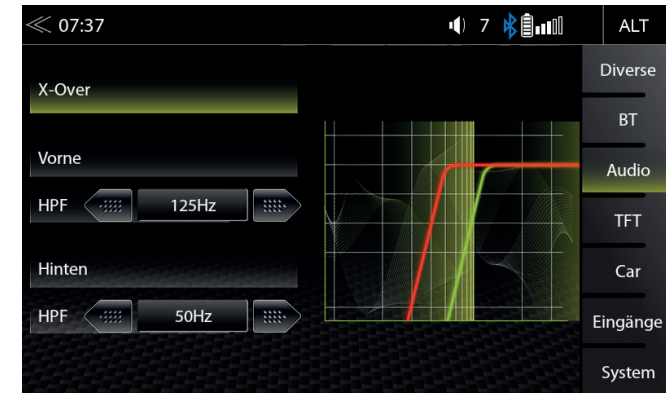 07:37
7
ALT
X-Over
Vorne
HPF 125Hz
Hinten
HPF 50Hz
Diverse
BT
Audio
TFT
Car
Eingänge
System